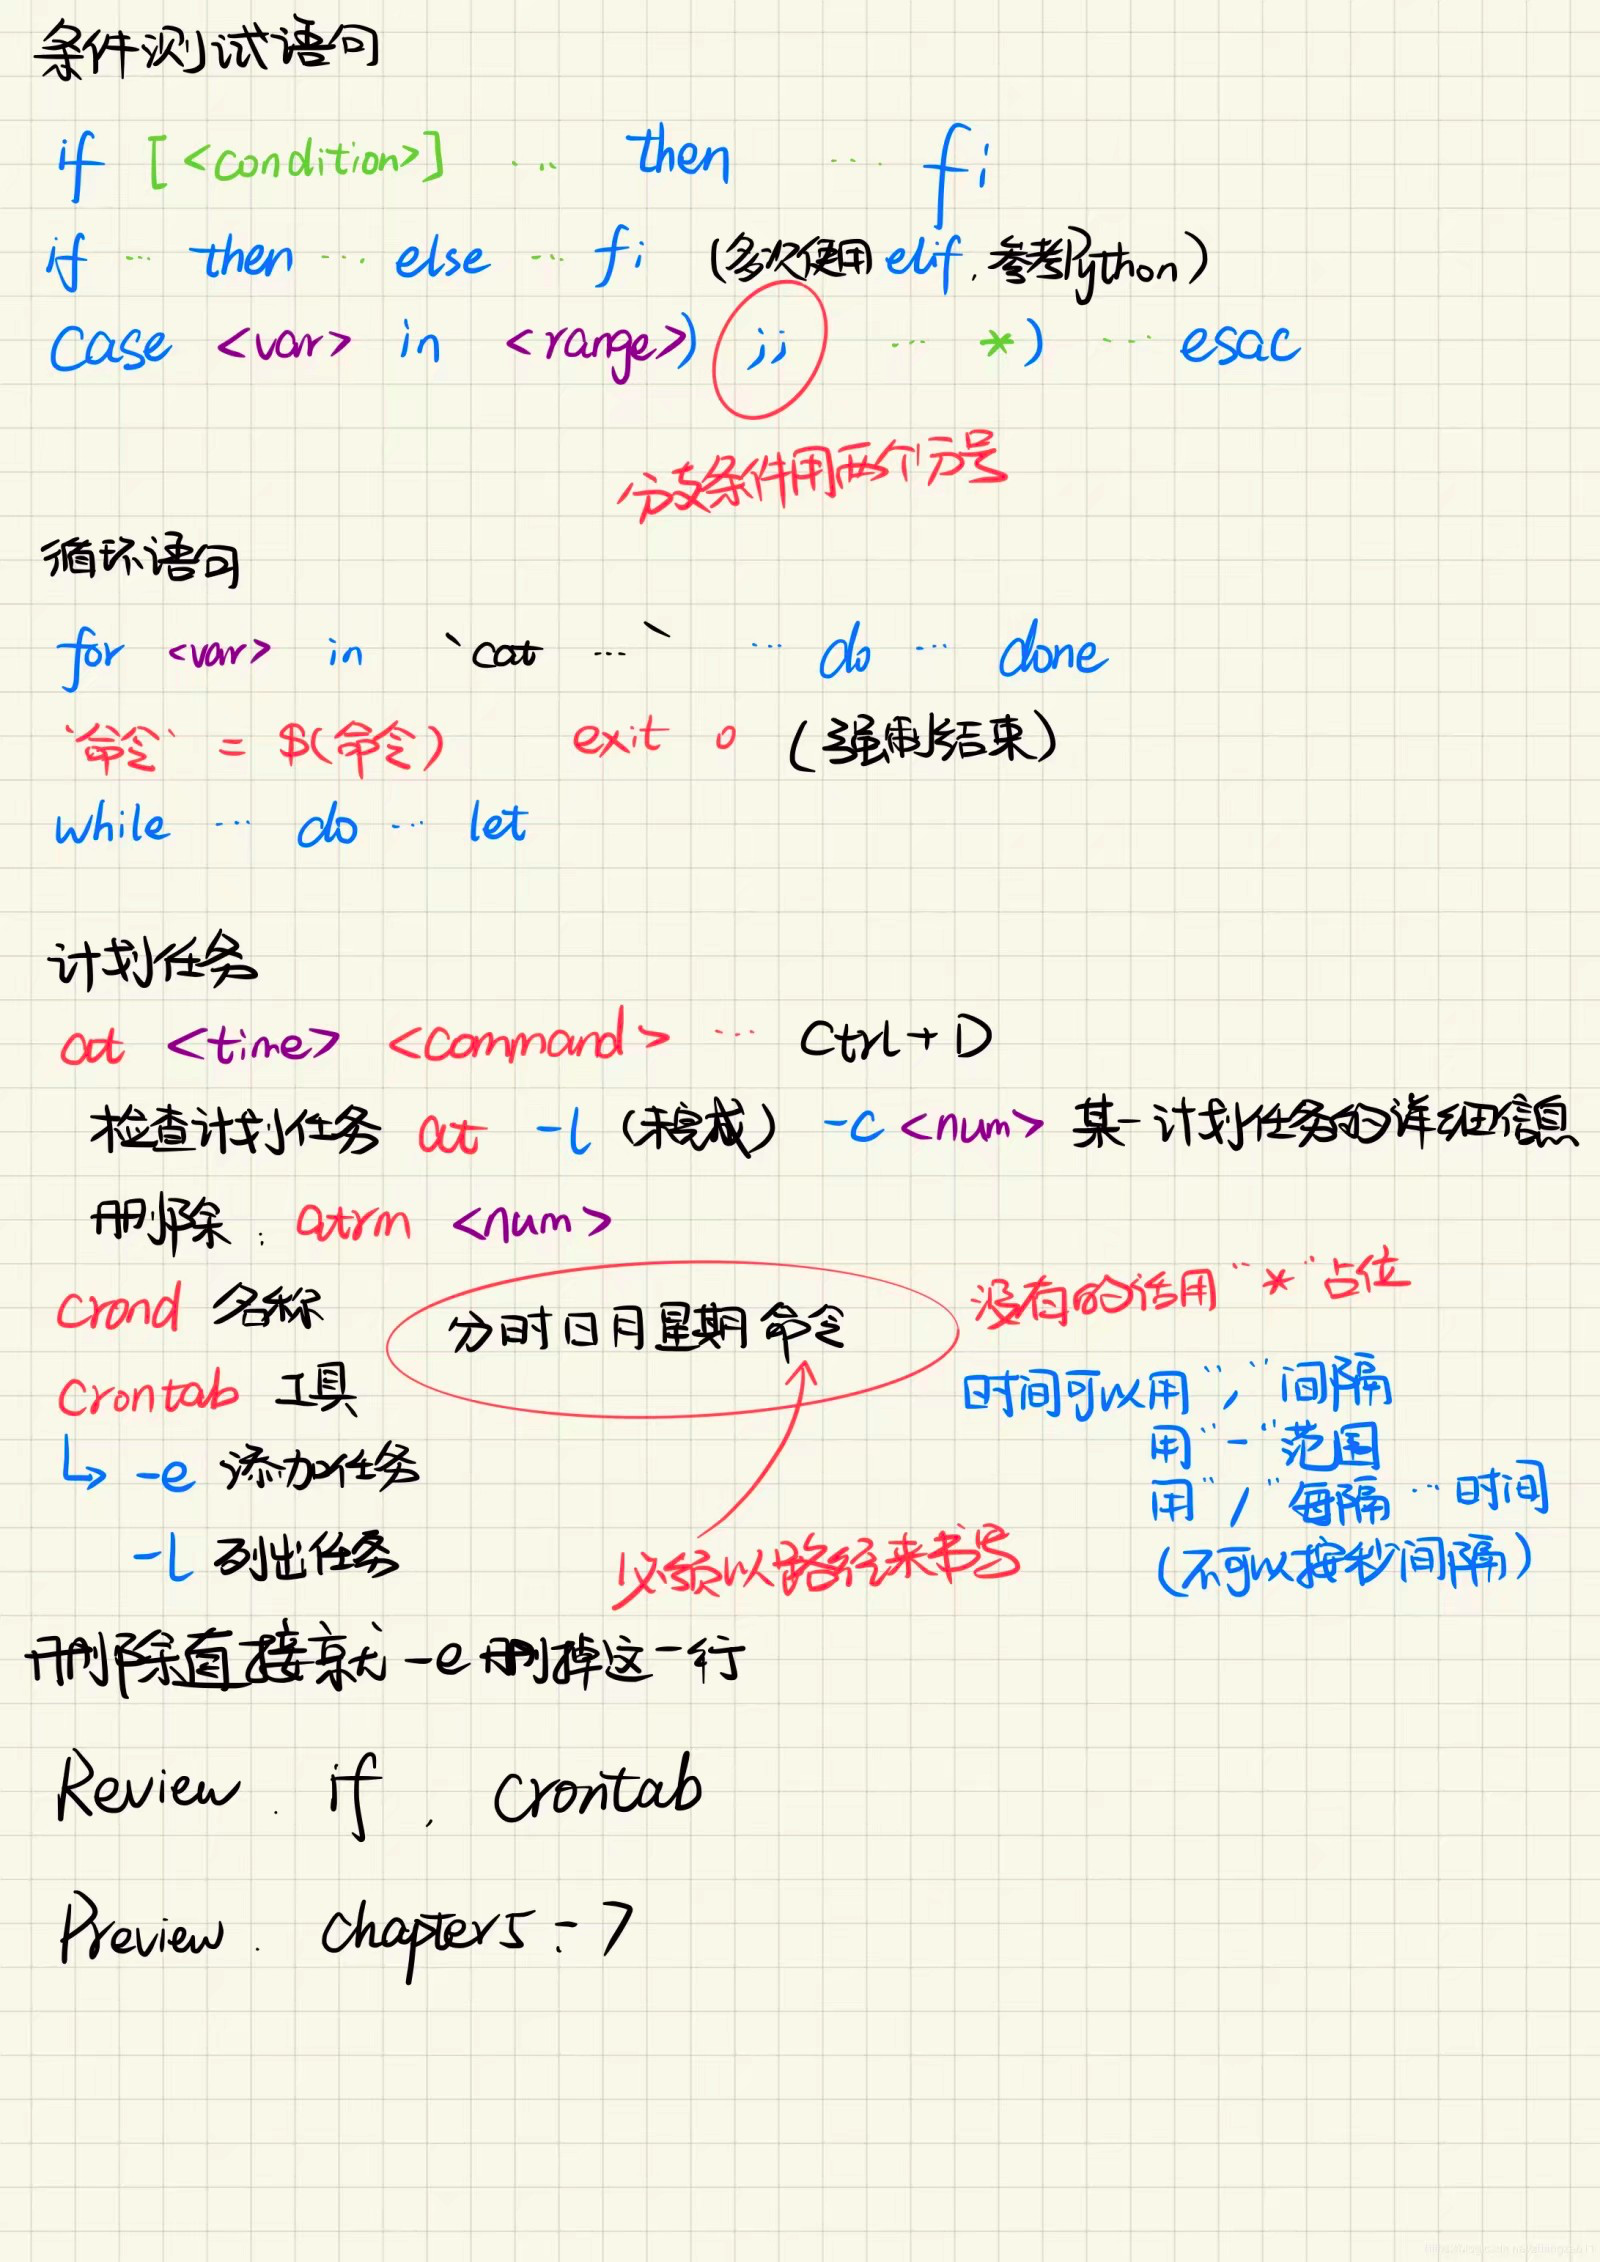 条件测试语句
if [<condition>] ... then ... fi
if ... then ... else ... fi (多次使用 elif, 参考Python)
Case <var> in <range>) ;; ... *) ... esac
分支条件用两个分号
循环语句
for <var> in `cat ...` ... do ... done
`命令` = $(命令) exit 0 (强制结束)
while ... do ... let
计划任务
at <time> <command> ... Ctrl+D
检查计划任务 at -l (未完成) -c <num> 某一计划任务的详细信息
删除: atrm <num>
crond 名称
分时日月星期 命令
没有的话用 "*" 占位
Crontab 工具
时间可以用 "," 间隔
用 "-" 范围
↳ -e 添加任务
用 "/" 每隔 ... 时间
-l 列出任务
必须以路径来书写
(不可以按秒间隔)
删除直接就 -e 删掉这一行
Review. if, crontab
Preview. chapter5-7